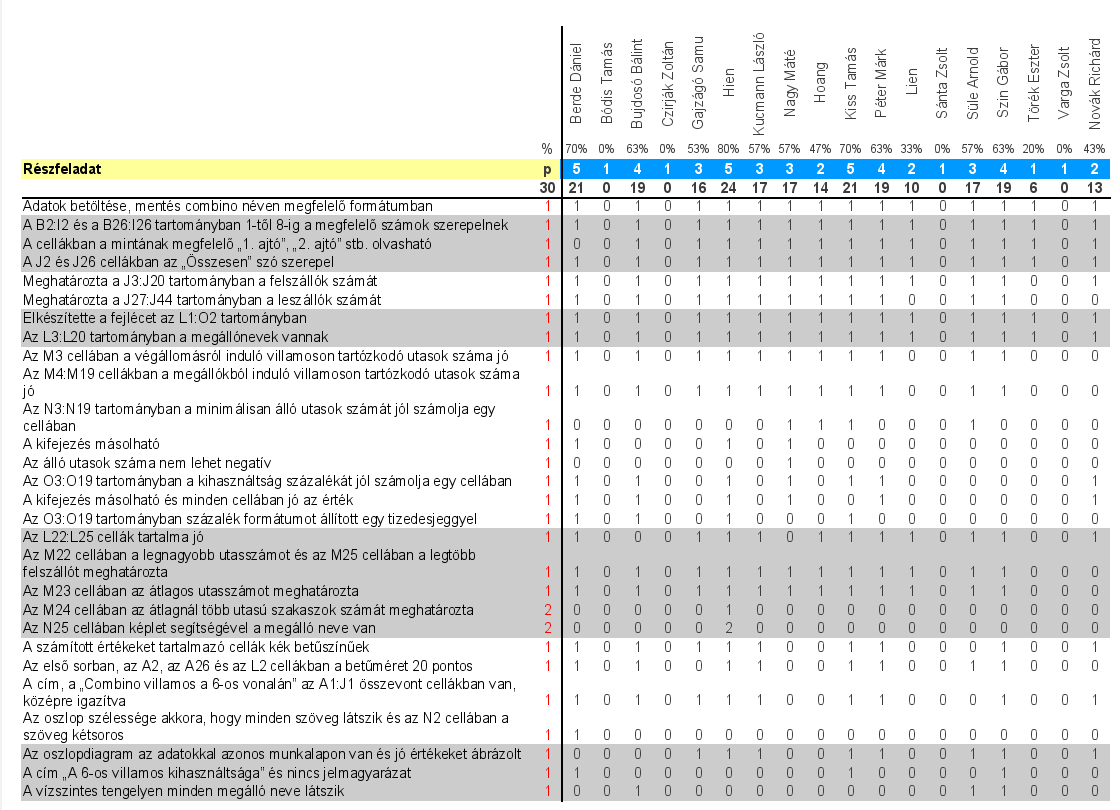 Berde Dániel
Bódis Tamás
Bujdosó Bálint
Czirják Zoltán
Gajzágó Samu
Hien
Kucmann László
Nagy Máté
Hoang
Kiss Tamás
Péter Márk
Lien
Sánta Zsolt
Süle Arnold
Szin Gábor
Törék Eszter
Varga Zsolt
Novák Richárd
% 70% 0% 63% 0% 53% 80% 57% 57% 47% 70% 63% 33% 0% 57% 63% 20% 0% 43%
Részfeladat p 5 1 4 1 3 5 3 3 2 5 4 2 1 3 4 1 1 2
30 21 0 19 0 16 24 17 17 14 21 19 10 0 17 19 6 0 13
Adatok betöltése, mentés combino néven megfelelő formátumban 1 1 0 1 0 1 1 1 1 1 1 1 1 0 1 1 1 0 1
A B2:I2 és a B26:I26 tartományban 1-től 8-ig a megfelelő számok szerepelnek 1 1 0 1 0 1 1 1 1 1 1 1 1 0 1 1 1 0 1
A cellákban a mintának megfelelő „1. ajtó”, „2. ajtó” stb. olvasható 1 0 0 1 0 1 1 1 1 1 1 1 1 0 1 1 1 0 1
A J2 és J26 cellákban az „Összesen” szó szerepel 1 1 0 1 0 1 1 1 1 1 1 1 1 0 1 1 1 0 1
Meghatározta a J3:J20 tartományban a felszállók számát 1 1 0 1 0 1 1 1 1 1 1 1 1 0 1 1 0 0 1
Meghatározta a J27:J44 tartományban a leszállók számát 1 1 0 1 0 1 1 1 1 1 1 1 1 0 1 1 0 0 0
Elkészítette a fejlécet az L1:O2 tartományban 1 1 0 1 0 1 1 1 1 1 1 1 0 0 1 1 1 0 1
Az L3:L20 tartományban a megállónevek vannak 1 1 0 1 0 1 1 1 1 1 1 1 1 0 1 1 1 0 1
Az M3 cellában a végállomásról induló villamoson tartózkodó utasok száma jó 1 1 0 1 0 1 1 1 1 1 1 1 0 0 1 1 0 0 0
Az M4:M19 cellákban a megállókból induló villamoson tartózkodó utasok száma
jó 1 1 0 1 0 1 1 1 1 1 1 1 1 0 1 1 0 0 0
Az N3:N19 tartományban a minimálisan álló utasok számát jól számolja egy
cellában 1 0 0 0 0 0 0 0 1 1 1 0 0 0 1 0 0 0 0
A kifejezés másolható 1 1 0 0 0 0 1 0 1 0 0 0 0 0 0 0 0 0 0
Az álló utasok száma nem lehet negatív 1 0 0 0 0 0 0 0 1 0 0 0 0 0 0 0 0 0 0
Az O3:O19 tartományban a kihasználtság százalékát jól számolja egy cellában 1 1 0 1 0 0 1 0 1 0 1 1 0 0 0 0 0 0 1
A kifejezés másolható és minden cellában jó az érték 1 1 0 1 0 0 1 0 1 0 0 1 0 0 0 0 0 0 1
Az O3:O19 tartományban százalék formátumot állított egy tizedesjeggyel 1 1 0 0 0 0 1 0 0 0 1 0 0 0 0 0 0 0 0
Az L22:L25 cellák tartalma jó 1 1 0 0 0 1 1 1 0 1 1 1 1 0 1 1 0 0 1
Az M22 cellában a legnagyobb utasszámot és az M25 cellában a legtöbb
felszállót meghatározta 1 1 0 1 0 1 1 1 1 1 1 1 1 0 1 1 0 0 0
Az M23 cellában az átlagos utasszámot meghatározta 1 1 0 1 0 1 1 1 1 1 1 1 0 0 1 1 0 0 0
Az M24 cellában az átlagnál több utasú szakaszok számát meghatározta 2 0 0 0 0 0 1 0 0 0 0 0 0 0 0 0 0 0 0
Az N25 cellában képlet segítségével a megálló neve van 2 0 0 0 0 0 2 0 0 0 0 0 0 0 0 0 0 0 0
A számított értékeket tartalmazó cellák kék betűszínűek 1 1 0 1 0 1 1 1 0 0 1 1 0 0 0 1 0 0 1
Az első sorban, az A2, az A26 és az L2 cellákban a betűméret 20 pontos 1 1 0 1 0 0 1 1 0 0 1 1 0 0 1 1 0 0 0
A cím, a „Combino villamos a 6-os vonalán” az A1:J1 összevont cellákban van,
középre igazítva 1 1 0 1 0 1 1 1 0 0 1 1 0 0 0 1 0 0 1
Az oszlop szélessége akkora, hogy minden szöveg látszik és az N2 cellában a
szöveg kétsoros 1 1 0 0 0 0 0 0 0 0 0 0 0 0 0 0 0 0 0
Az oszlopdiagram az adatokkal azonos munkalapon van és jó értékeket ábrázolt 1 0 0 0 0 1 1 1 0 0 1 1 0 0 1 1 0 0 1
A cím „A 6-os villamos kihasználtsága” és nincs jelmagyarázat 1 1 0 0 0 0 0 0 0 0 1 0 0 0 0 0 0 0 0
A vízszintes tengelyen minden megálló neve látszik 1 0 0 1 0 0 0 1 0 0 0 0 0 0 1 1 0 0 0